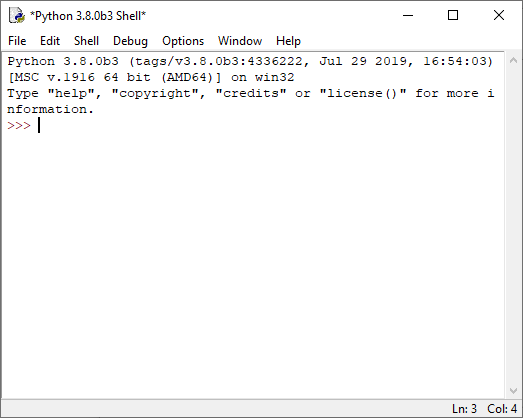 *Python 3.8.0b3 Shell*
File Edit Shell Debug Options Window Help
Python 3.8.0b3 (tags/v3.8.0b3:4336222, Jul 29 2019, 16:54:03)
[MSC v.1916 64 bit (AMD64)] on win32
Type "help", "copyright", "credits" or "license()" for more i
nformation.
>>>
Ln: 3 Col: 4